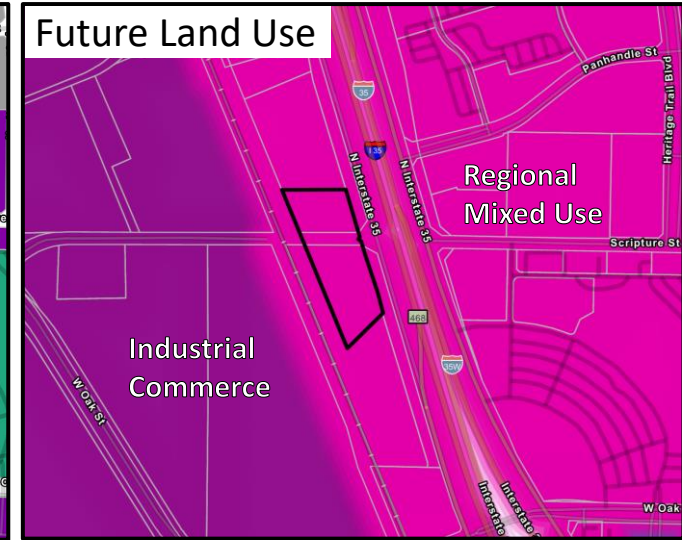 Future Land Use
Panhandle St
Heritage Trail Blvd
35
I 35
N Interstate 35
N Interstate 35
Regional
Mixed Use
Scripture St
468
Industrial
Commerce
35W
W Oak St
Interstate
Interstate
W Oak